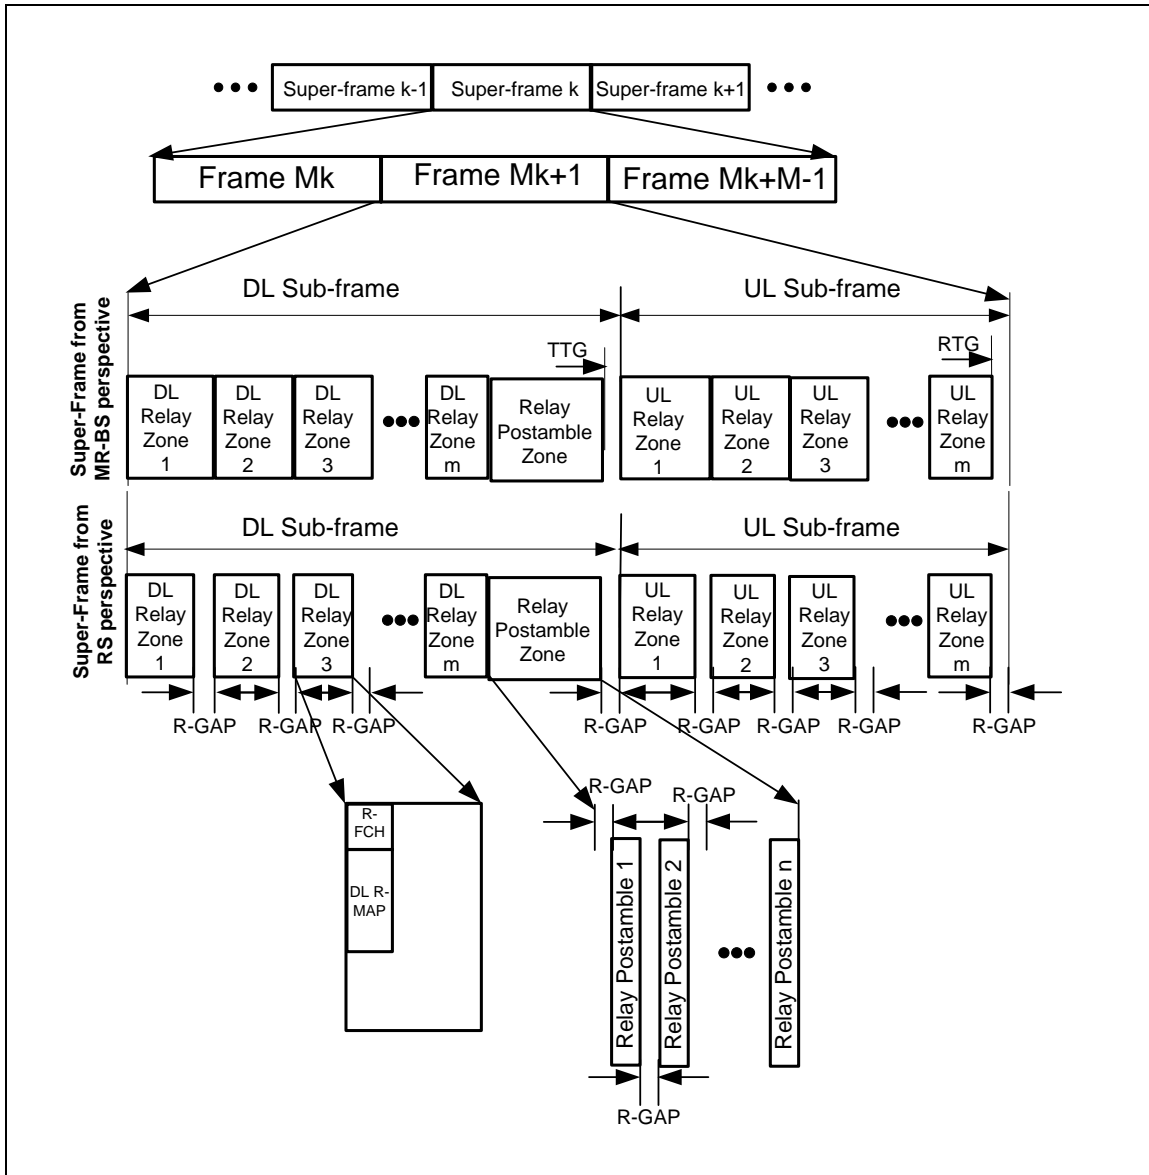 Super-frame k-1
Super-frame k
Super-frame k+1
Frame Mk
Frame Mk+1
Frame Mk+M-1
DL Sub-frame
UL Sub-frame
Super-Frame from
MR-BS perspective
TTG
RTG
DL
Relay
Zone
1
DL
Relay
Zone
2
DL
Relay
Zone
3
DL
Relay
Zone
m
Relay
Postamble
Zone
UL
Relay
Zone
1
UL
Relay
Zone
2
UL
Relay
Zone
3
UL
Relay
Zone
m
DL Sub-frame
UL Sub-frame
Super-Frame from
RS perspective
DL
Relay
Zone
1
DL
Relay
Zone
2
DL
Relay
Zone
3
DL
Relay
Zone
m
Relay
Postamble
Zone
UL
Relay
Zone
1
UL
Relay
Zone
2
UL
Relay
Zone
3
UL
Relay
Zone
m
R-GAP
R-GAP
R-GAP
R-GAP
R-GAP
R-GAP
R-GAP
R-GAP
R-
FCH
DL R-
MAP
R-GAP
R-GAP
Relay Postamble 1
Relay Postamble 2
Relay Postamble n
R-GAP